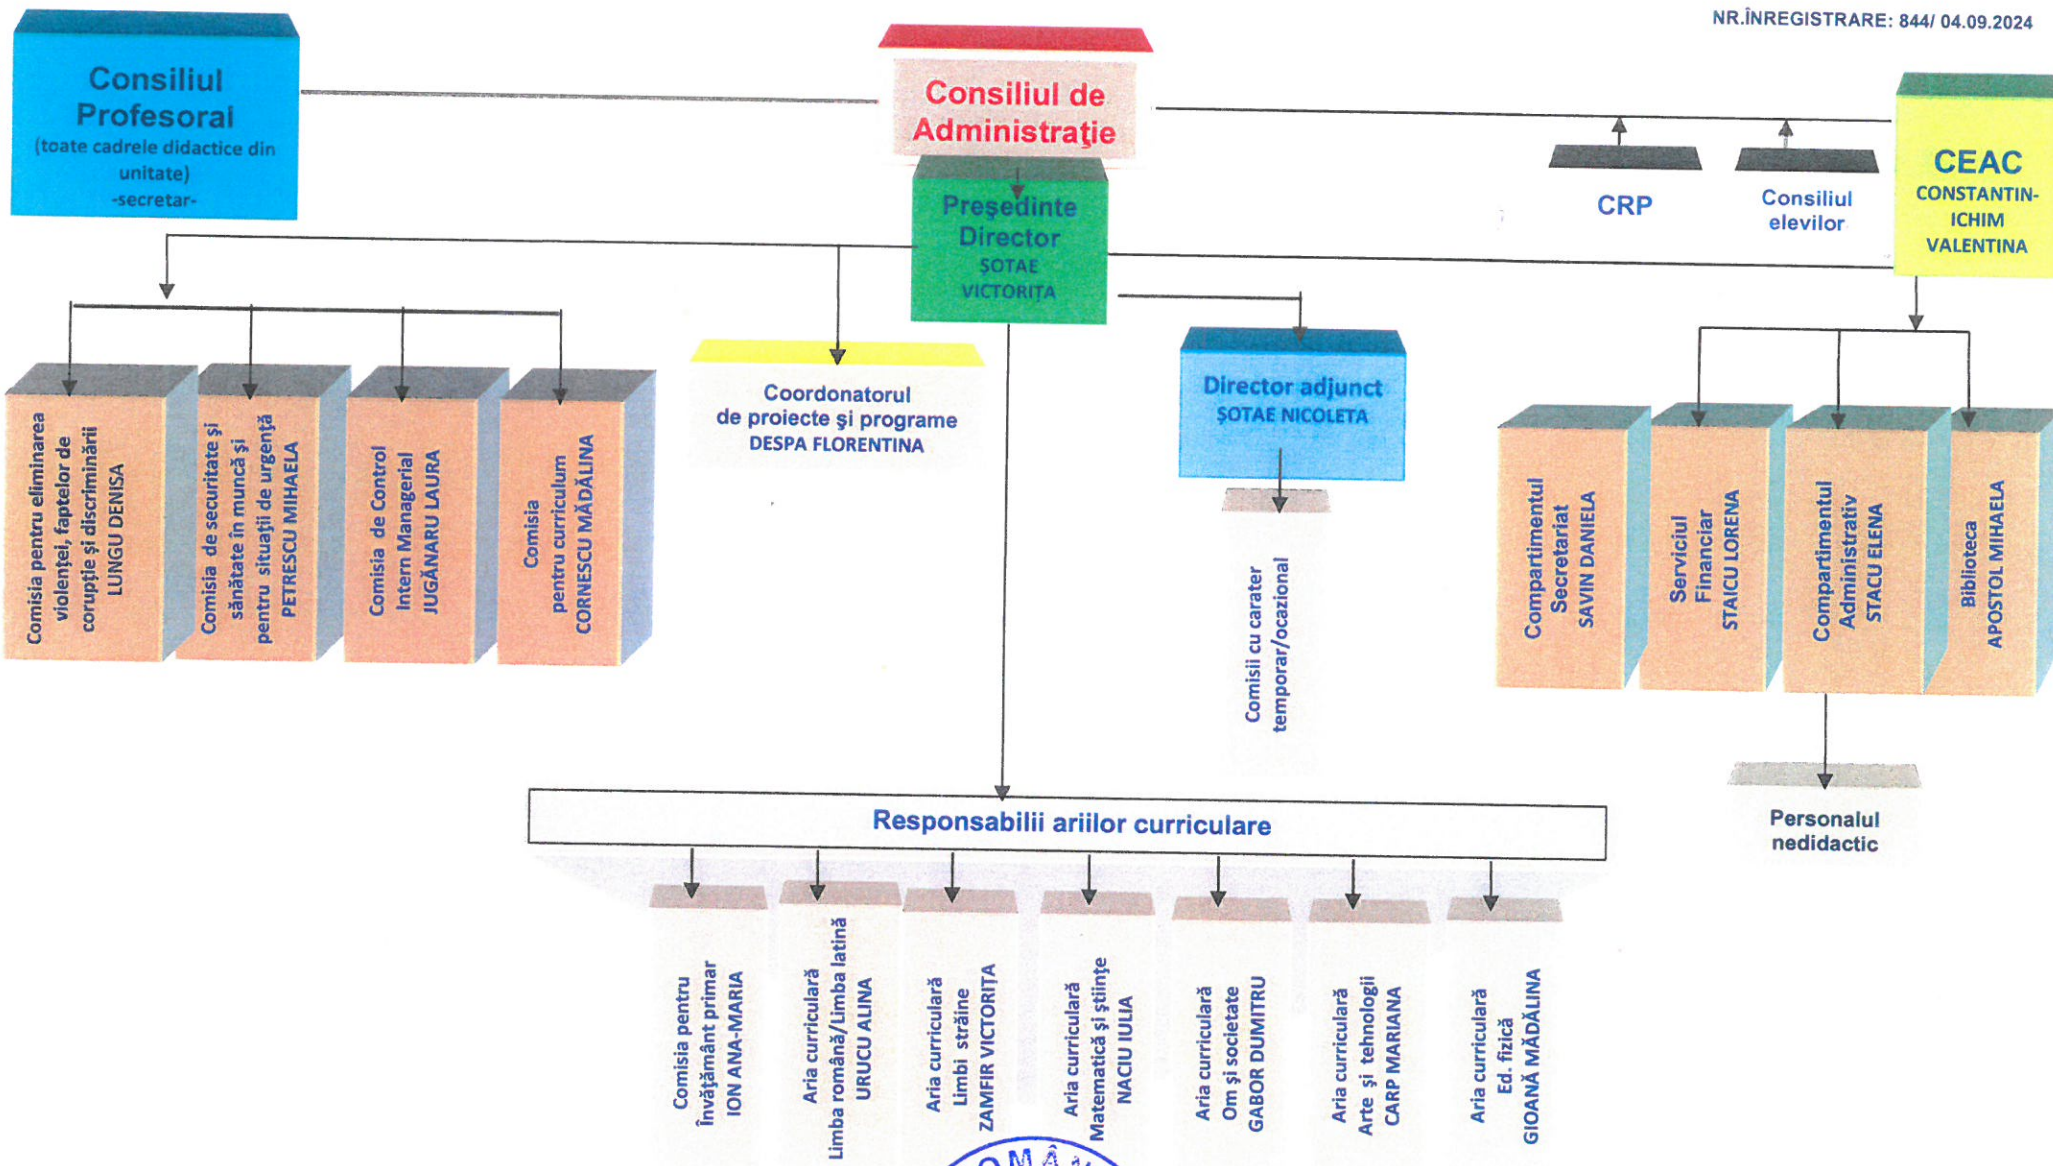 NR.ÎNREGISTRARE: 844/ 04.09.2024
Consiliul
Profesoral
(toate cadrele didactice din
unitate)
-secretar-
Consiliul de
Administraţie
CRP
Consiliul
elevilor
CEAC
CONSTANTIN-
ICHIM
VALENTINA
Preşedinte
Director
ŞOTAE
VICTORIŢA
Coordonatorul
de proiecte şi programe
DESPA FLORENTINA
Director adjunct
ŞOTAE NICOLETA
Comisia pentru eliminarea
violenţei, faptelor de
corupţie şi discriminării
LUNGU DENISA
Comisia de securitate şi
sănătate în muncă şi
pentru situaţii de urgenţă
PETRESCU MIHAELA
Comisia de Control
Intern Managerial
JUGĂNARU LAURA
Comisia
pentru curriculum
CORNESCU MĂDĂLINA
Comisii cu carater
temporar/ocazional
Compartimentul
Secretariat
SAVIN DANIELA
Serviciul
Financiar
STAICU LORENA
Compartimentul
Administrativ
STACU ELENA
Biblioteca
APOSTOL MIHAELA
Personalul
nedidactic
Responsabilii ariilor curriculare
Comisia pentru
învăţământ primar
ION ANA-MARIA
Aria curriculară
Limba română/Limba latină
URUCU ALINA
Aria curriculară
Limbi străine
ZAMFIR VICTORIŢA
Aria curriculară
Matematică şi ştiinţe
NACIU IULIA
Aria curriculară
Om şi societate
GABOR DUMITRU
Aria curriculară
Arte şi tehnologii
CARP MARIANA
Aria curriculară
Ed. fizică
GIOANĂ MĂDĂLINA